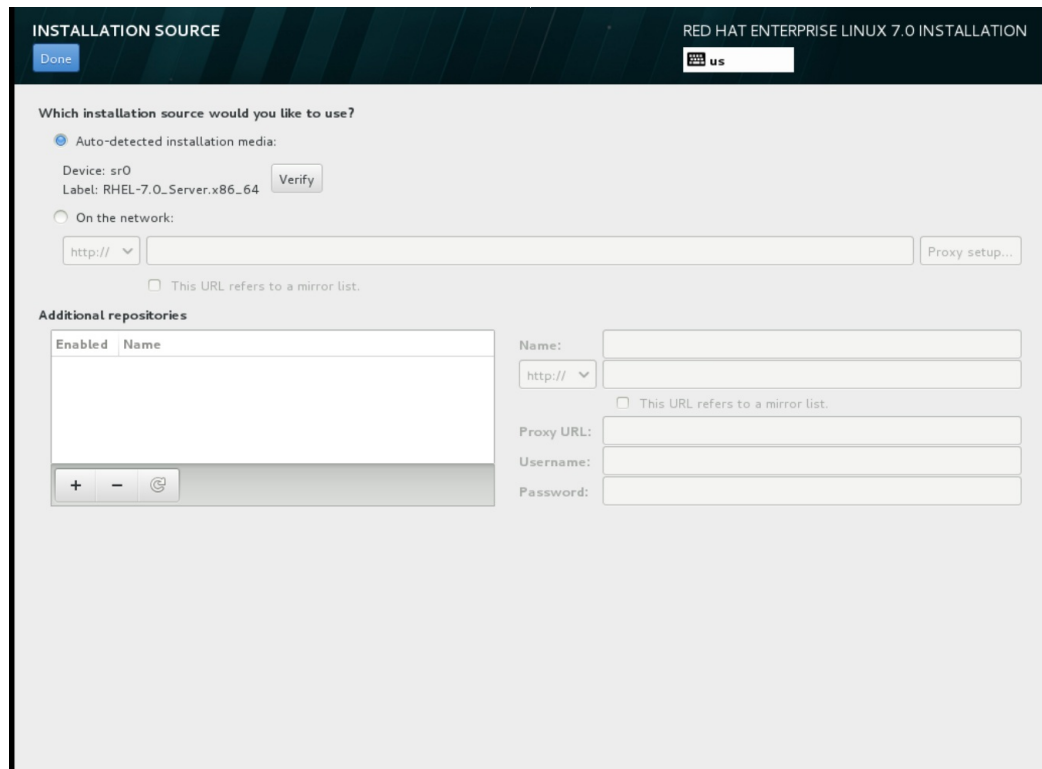 INSTALLATION SOURCE
RED HAT ENTERPRISE LINUX 7.0 INSTALLATION
Done
us
Which installation source would you like to use?
Auto-detected installation media:
Device: sr0
Label: RHEL-7.0_Server.x86_64
Verify
On the network:
http://
Proxy setup...
This URL refers to a mirror list.
Additional repositories
Enabled Name
Name:
http://
This URL refers to a mirror list.
Proxy URL:
Username:
+ −
Password: